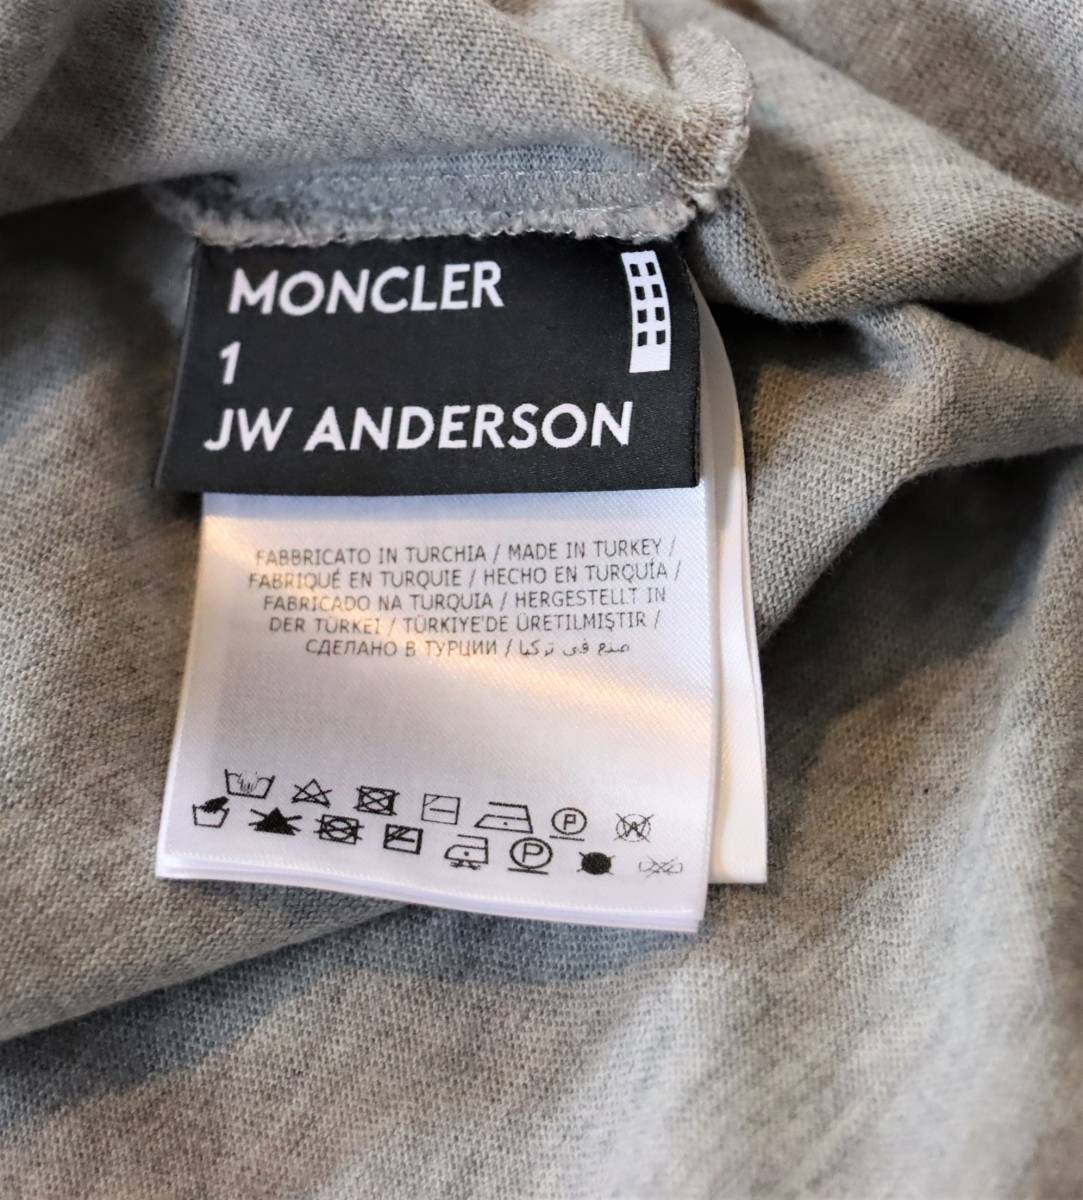 MONCLER
1
JW ANDERSON
FABBRICATO IN TURCHIA / MADE IN TURKEY /
FABRIQUÉ EN TURQUIE / HECHO EN TURQUÍA /
FABRICADO NA TURQUIA / HERGESTELLT IN
DER TÜRKEI / TÜRKIYE'DE ÜRETILMIŞTIR /
СДЕЛАНО В ТУРЦИИ / صنع في تركيا
P W
P